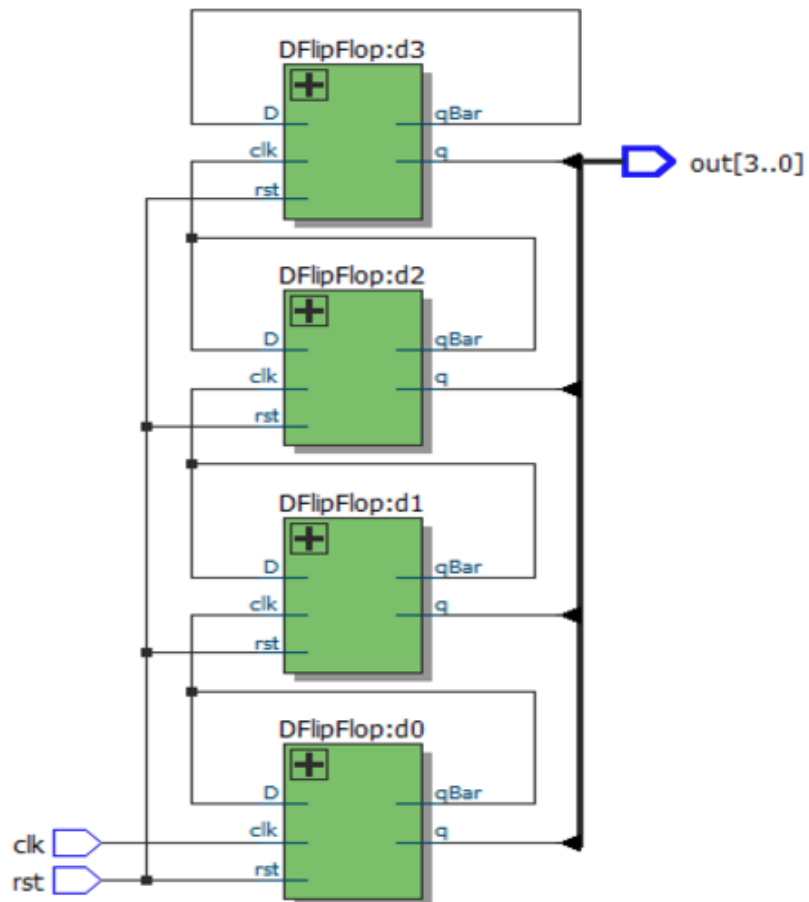 DFlipFlop:d3
D
qBar
clk
q
out[3..0]
rst
DFlipFlop:d2
D
qBar
clk
q
rst
DFlipFlop:d1
D
qBar
clk
q
rst
DFlipFlop:d0
D
qBar
clk
clk
q
rst
rst